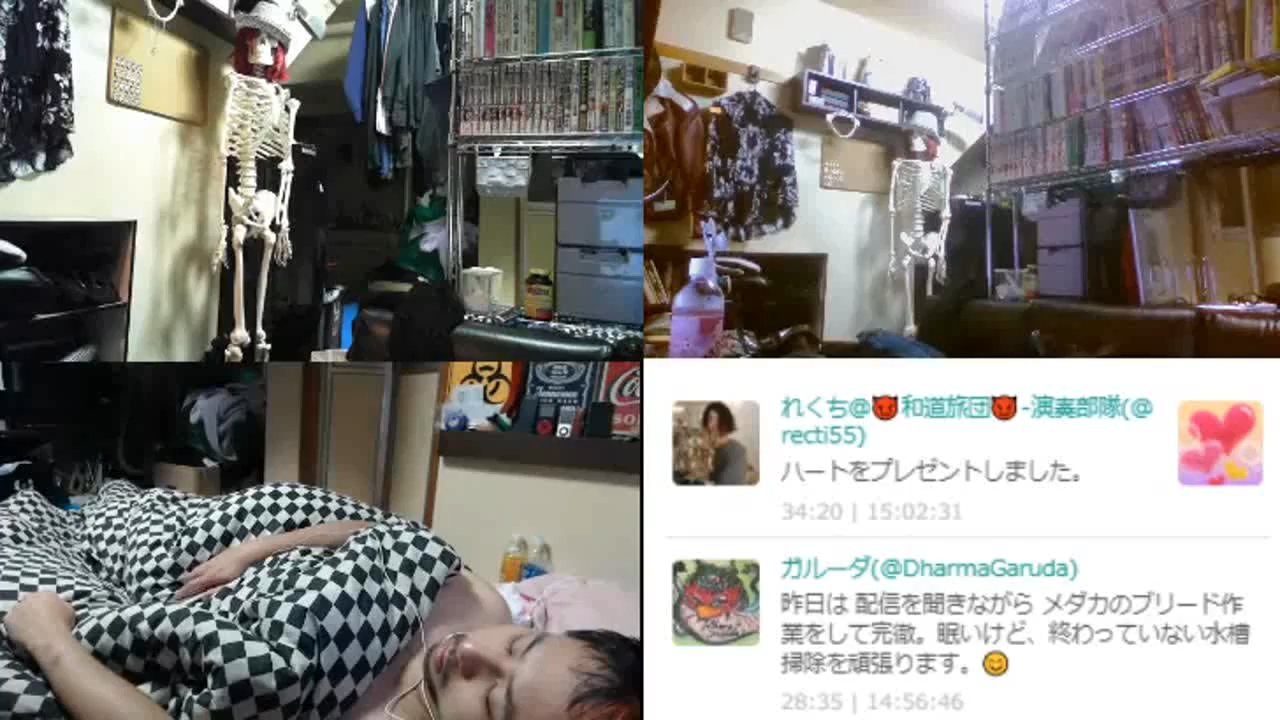 Coca
SO
れくち@😈和道旅団😈-演奏部隊(@
recti55)
ハートをプレゼントしました。
34:20 | 15:02:31
ガルーダ(@DharmaGaruda)
昨日は 配信を聞きながら メダカのブリード作
業をして完徹。眠いけど、終わっていない水槽
掃除を頑張ります。😊
28:35 | 14:56:46